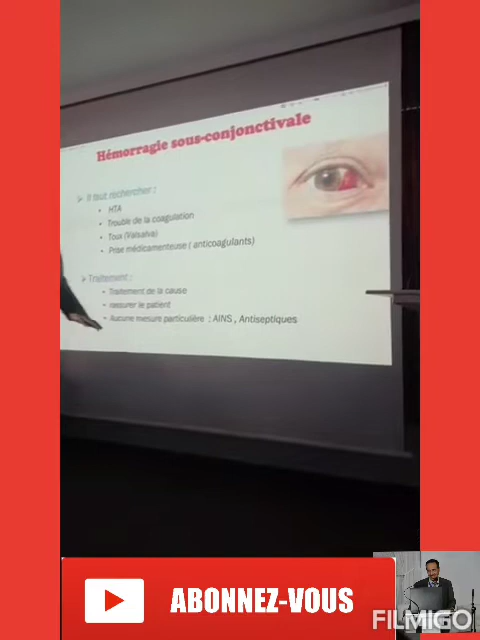 Hémorragie sous-conjonctivale
Il faut rechercher :
HTA
Trouble de la coagulation
Toux (Valsalva)
Prise médicamenteuse ( anticoagulants)
Traitement :
Traitement de la cause
rassurer le patient
Aucune mesure particulière : AINS , Antiseptiques
ABONNEZ-VOUS
FILMIGO